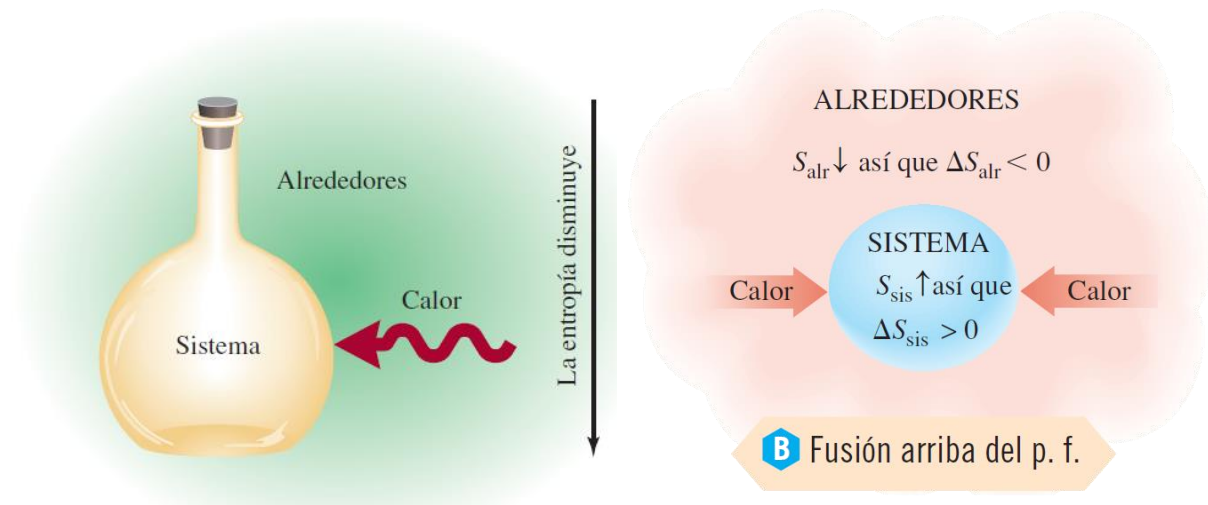 Alrededores
Calor
Sistema
La entropía disminuye
ALREDEDORES
S_alr↓ así que ΔS_alr < 0
SISTEMA
S_sis↑así que
ΔS_sis > 0
Calor
Calor
B Fusión arriba del p. f.